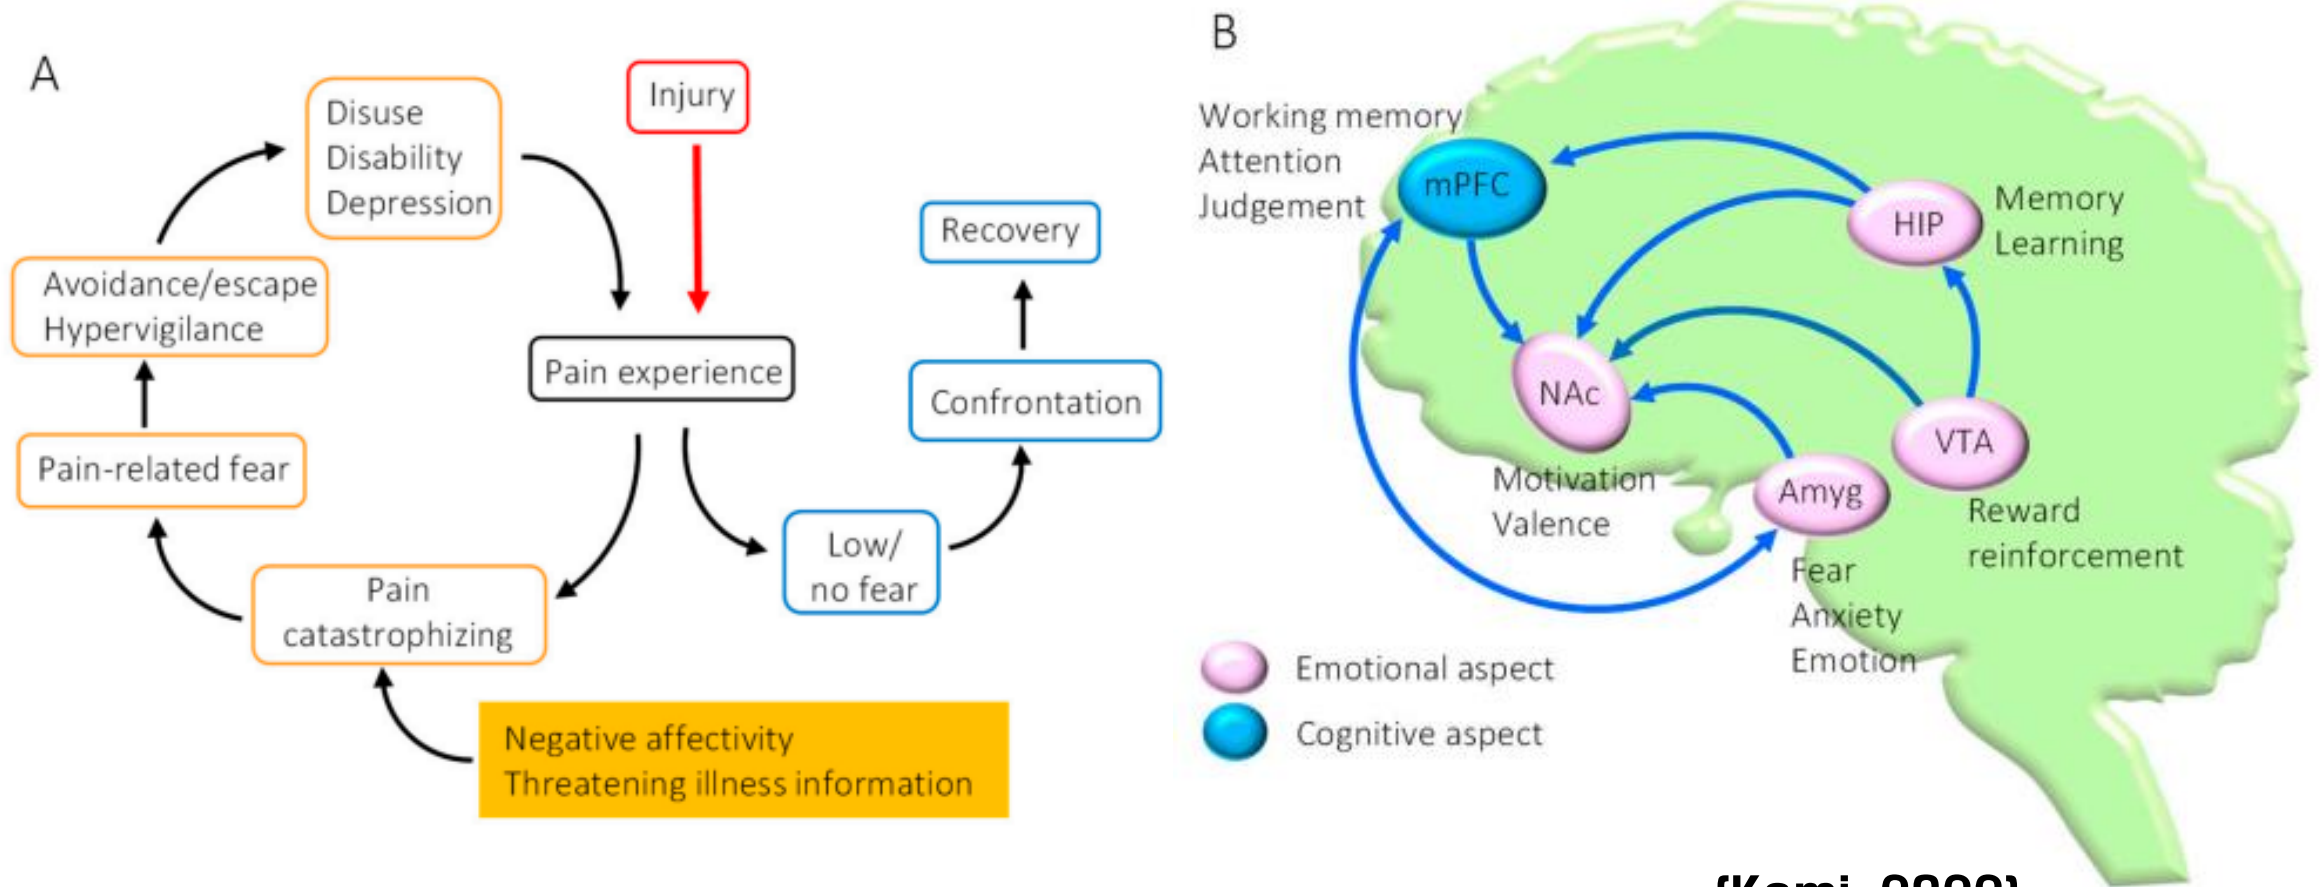 A
Disuse
Disability
Depression
Injury
Recovery
Avoidance/escape
Hypervigilance
Pain experience
Confrontation
Pain-related fear
Low/
no fear
Pain
catastrophizing
Negative affectivity
Threatening illness information
B
Working memory
Attention
Judgement
mPFC
HIP
Memory
Learning
NAc
Motivation
Valence
VTA
Reward
reinforcement
Amyg
Fear
Anxiety
Emotion
Emotional aspect
Cognitive aspect